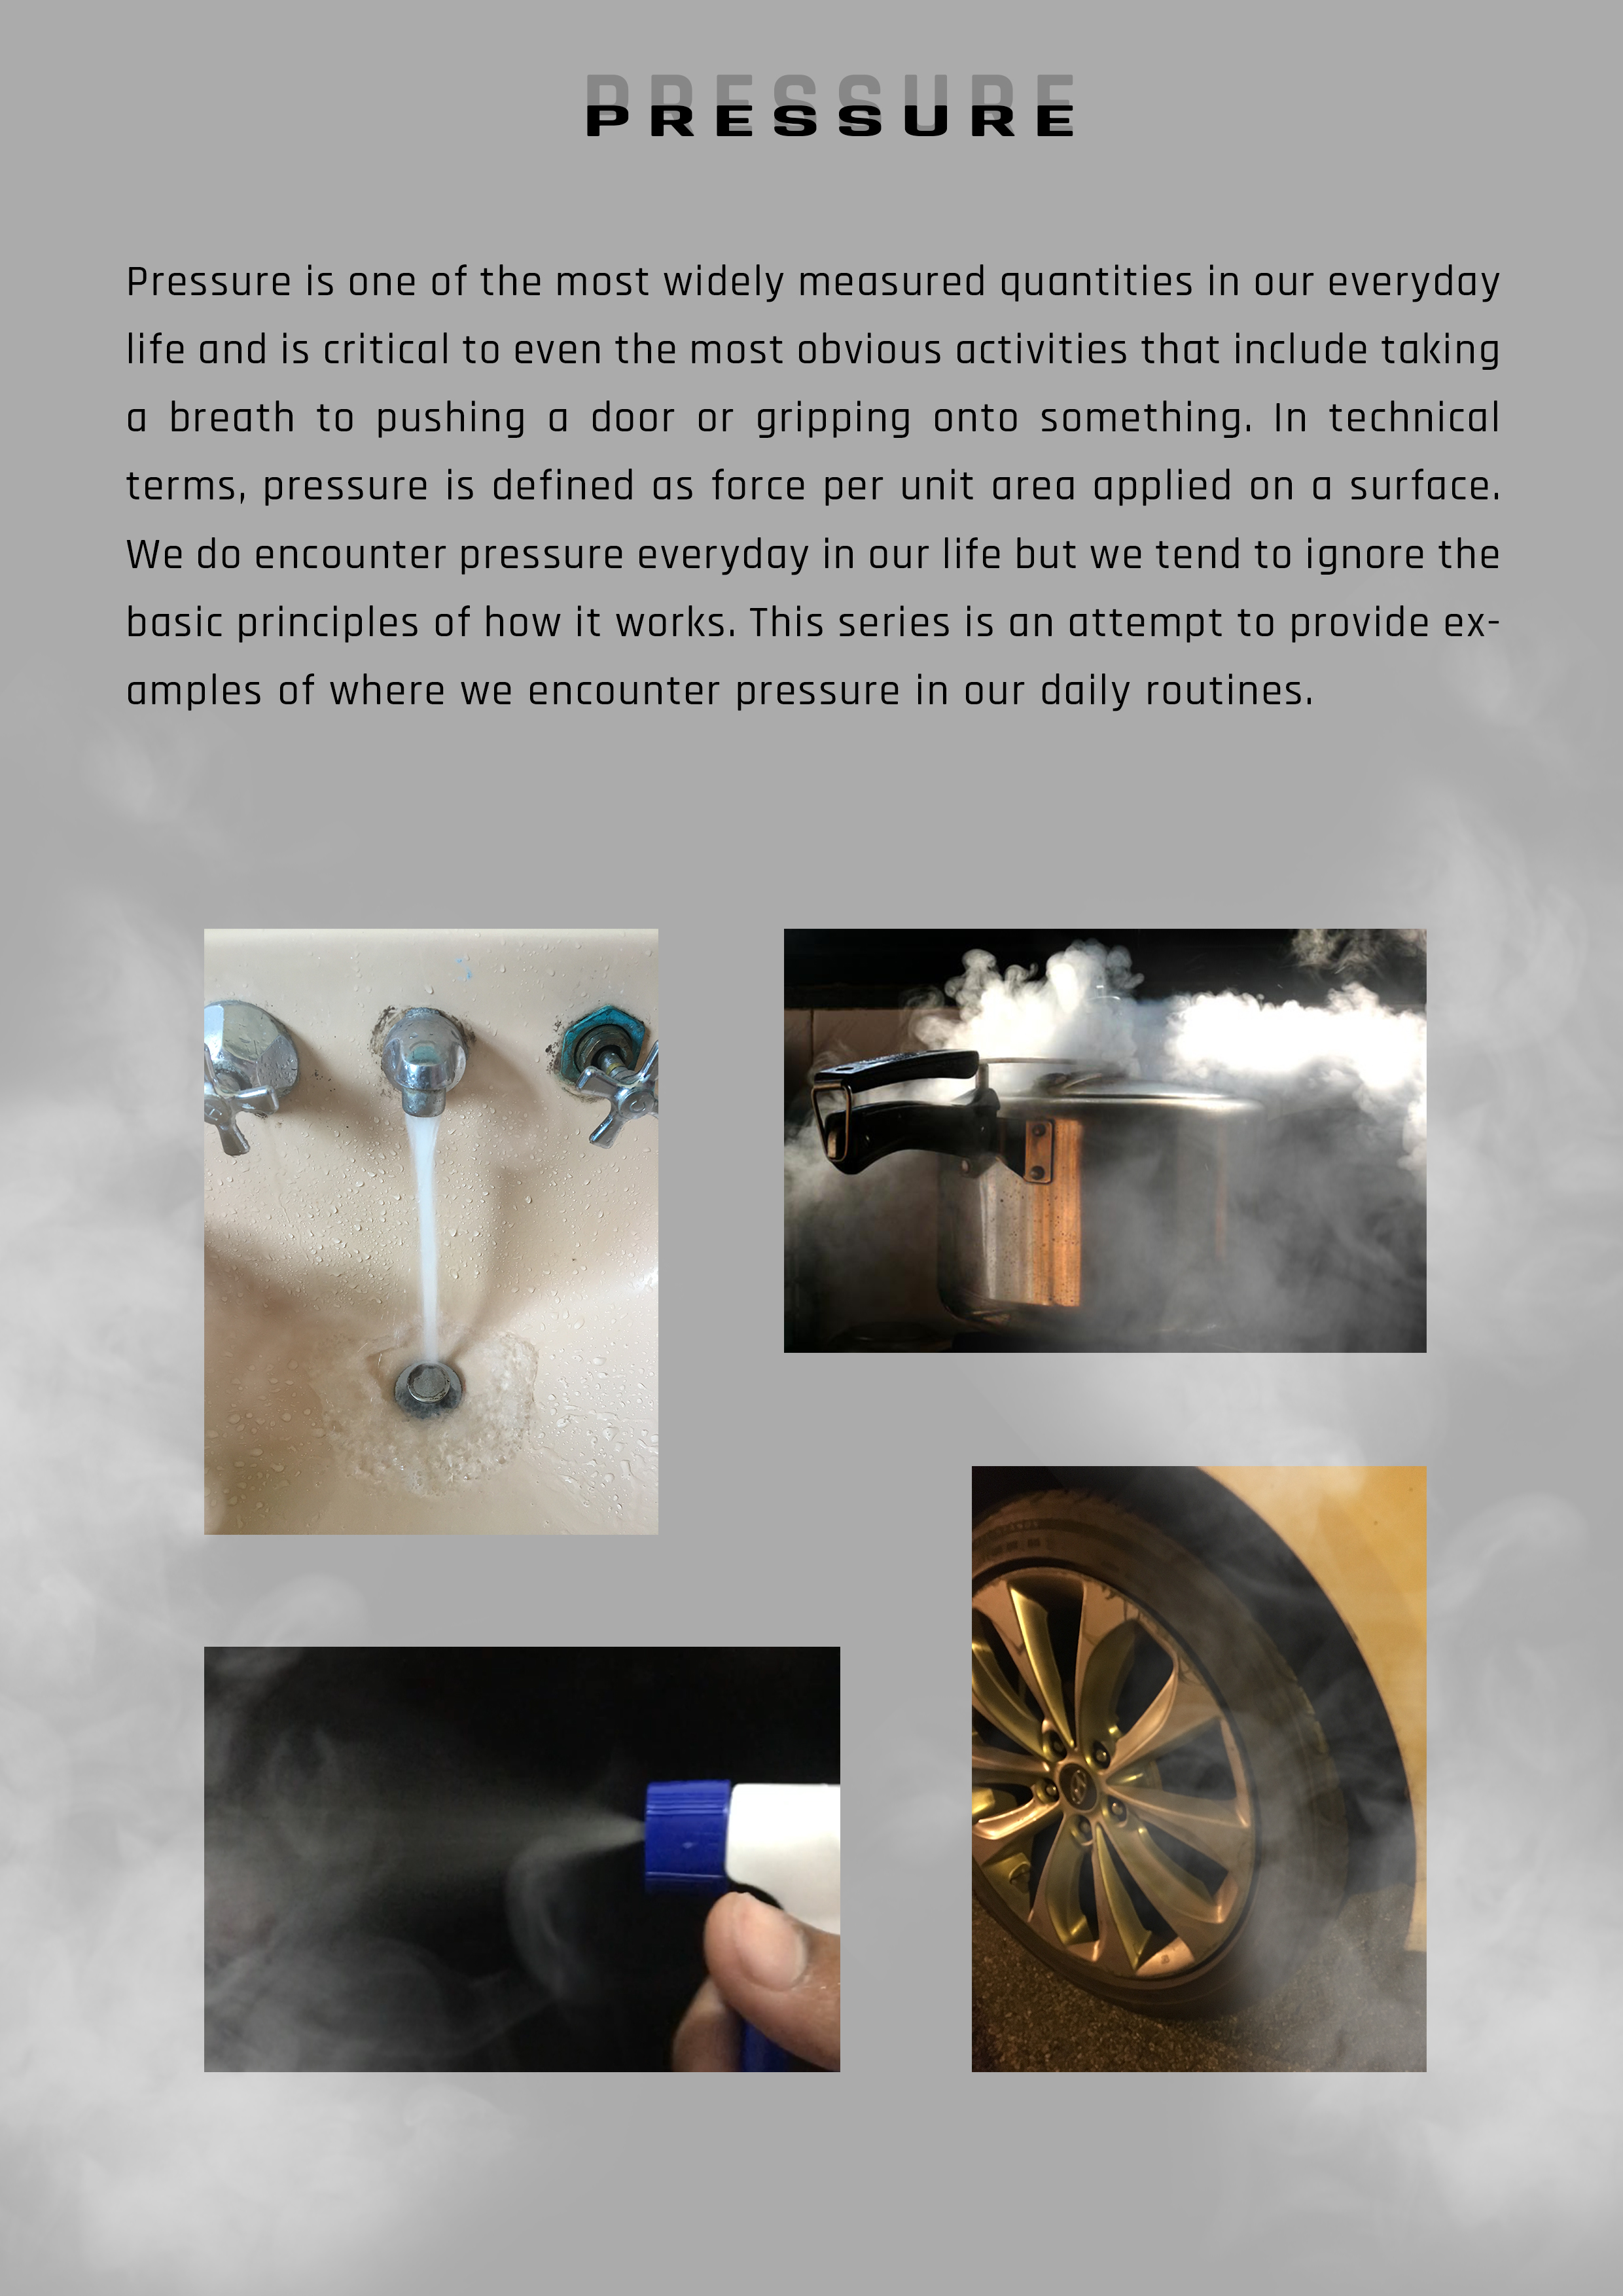 PRESSURE
Pressure is one of the most widely measured quantities in our everyday
life and is critical to even the most obvious activities that include taking
a breath to pushing a door or gripping onto something. In technical
terms, pressure is defined as force per unit area applied on a surface.
We do encounter pressure everyday in our life but we tend to ignore the
basic principles of how it works. This series is an attempt to provide ex-
amples of where we encounter pressure in our daily routines.